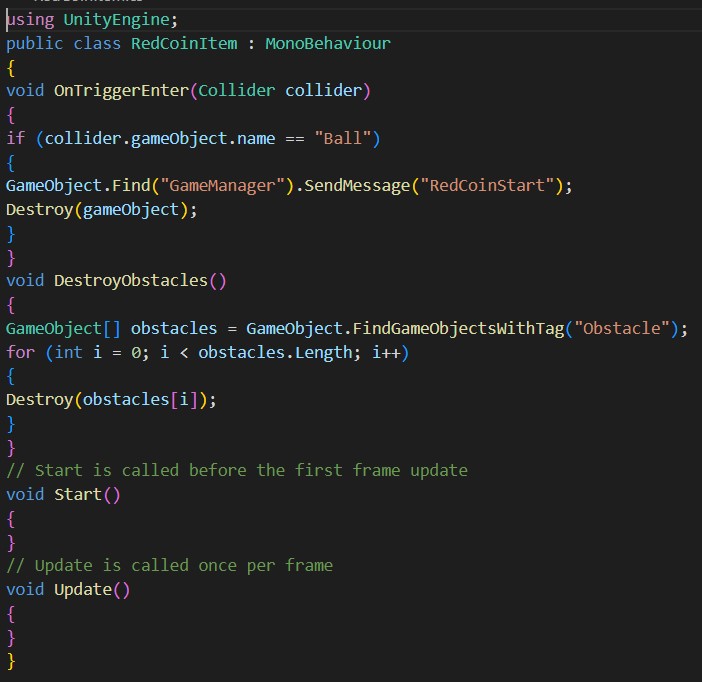 using UnityEngine;
public class RedCoinItem : MonoBehaviour
{
void OnTriggerEnter(Collider collider)
{
if (collider.gameObject.name == "Ball")
{
GameObject.Find("GameManager").SendMessage("RedCoinStart");
Destroy(gameObject);
}
}
void DestroyObstacles()
{
GameObject[] obstacles = GameObject.FindGameObjectsWithTag("Obstacle");
for (int i = 0; i < obstacles.Length; i++)
{
Destroy(obstacles[i]);
}
}
// Start is called before the first frame update
void Start()
{
}
// Update is called once per frame
void Update()
{
}
}